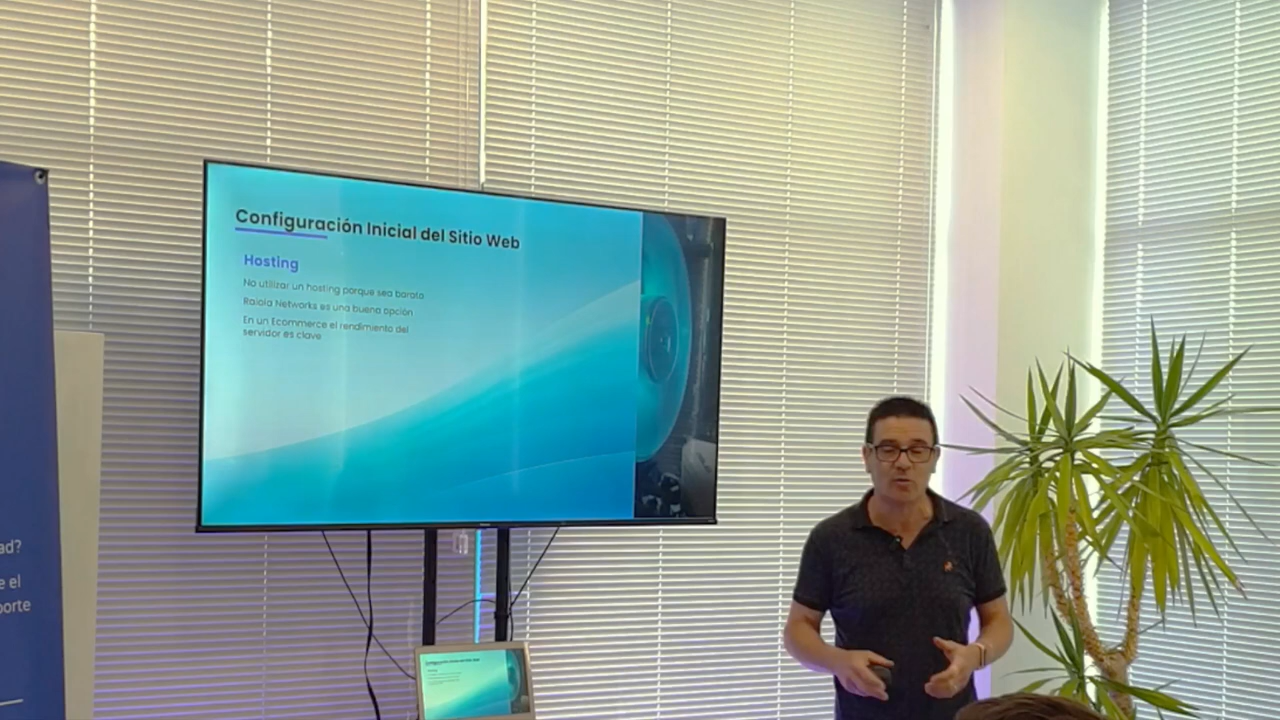 Configuración Inicial del Sitio Web
Hosting
No utilizar un hosting porque sea barato
Raiola Networks es una buena opción
En un Ecommerce el rendimiento del
servidor es clave
ad?
e el
porte